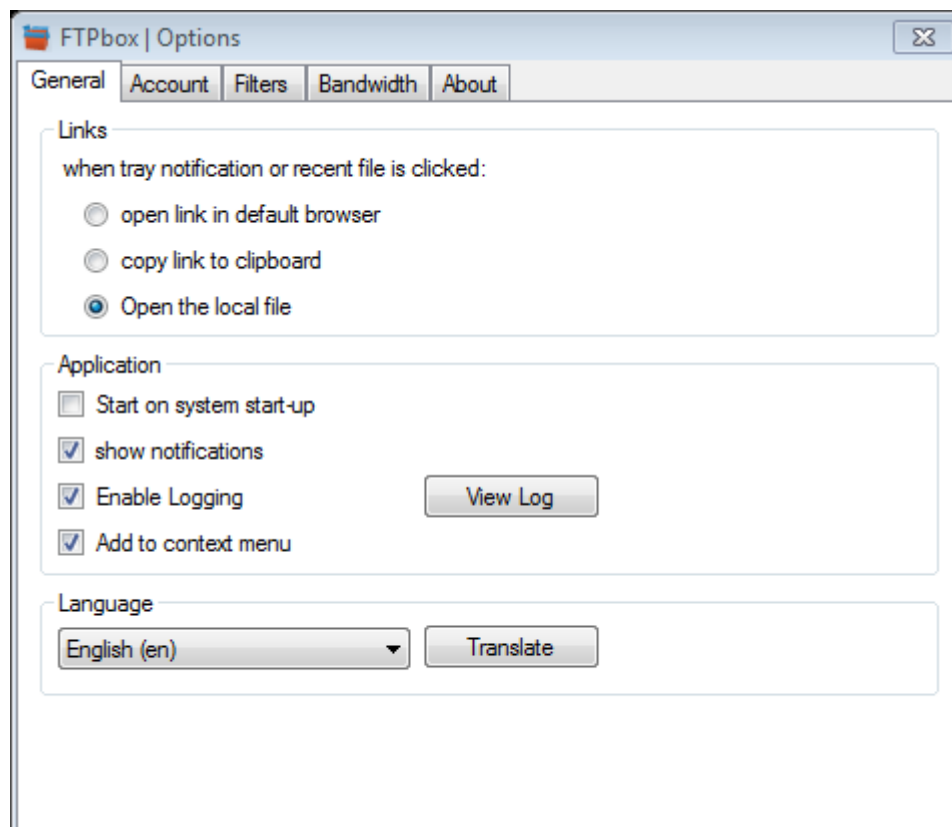 FTPbox | Options
General Account Filters Bandwidth About
Links
when tray notification or recent file is clicked:
open link in default browser
copy link to clipboard
Open the local file
Application
Start on system start-up
show notifications
Enable Logging View Log
Add to context menu
Language
English (en) Translate